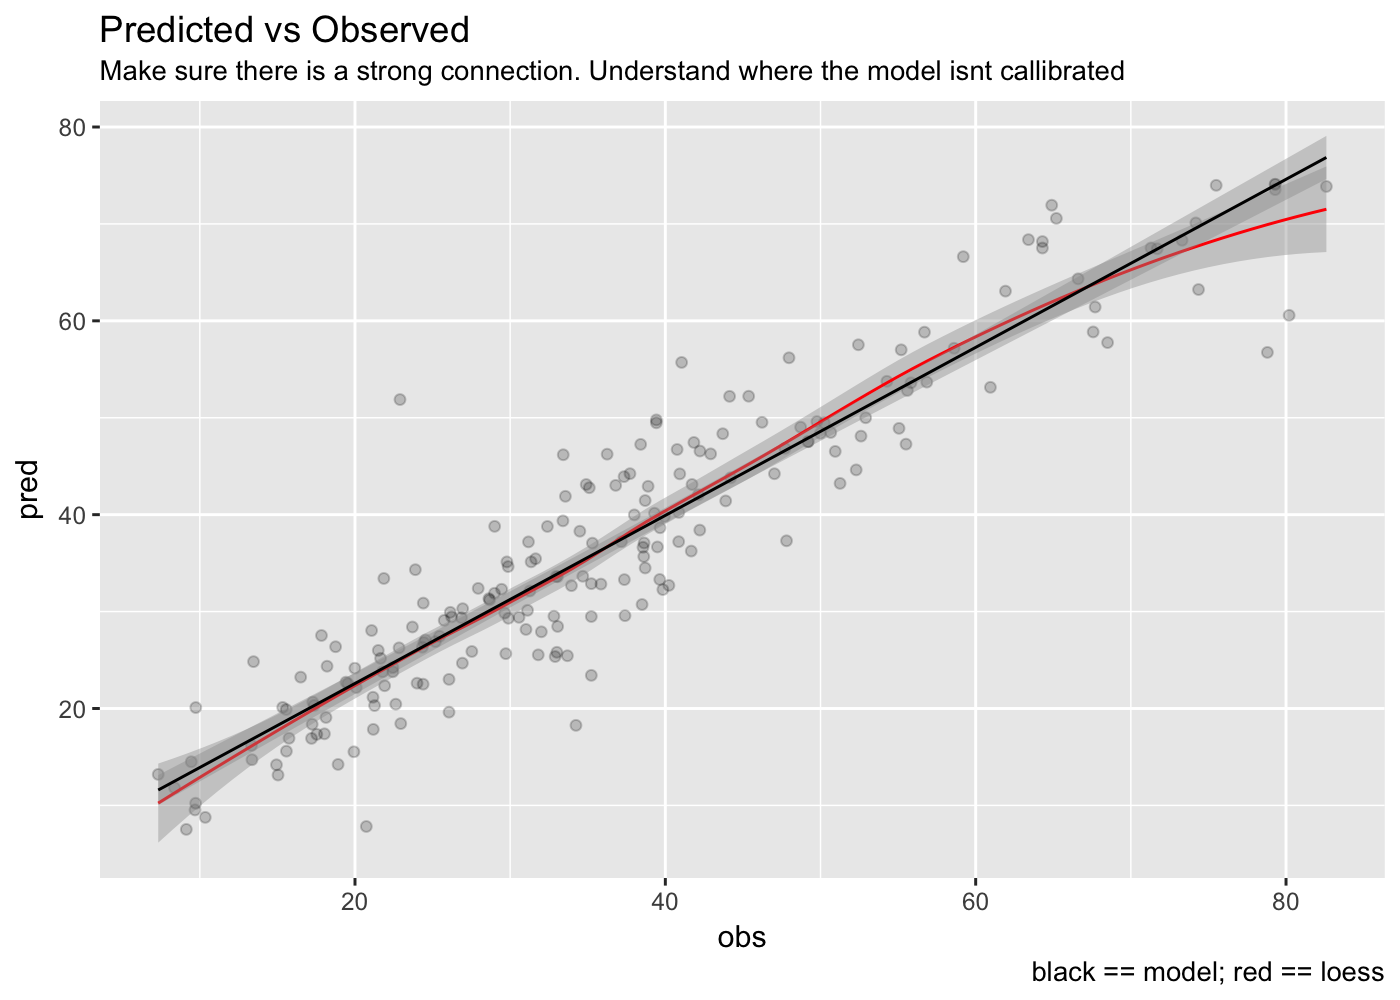 Predicted vs Observed
Make sure there is a strong connection. Understand where the model isnt callibrated
80
60
40
20
pred
20 40 60 80
obs
black == model; red == loess